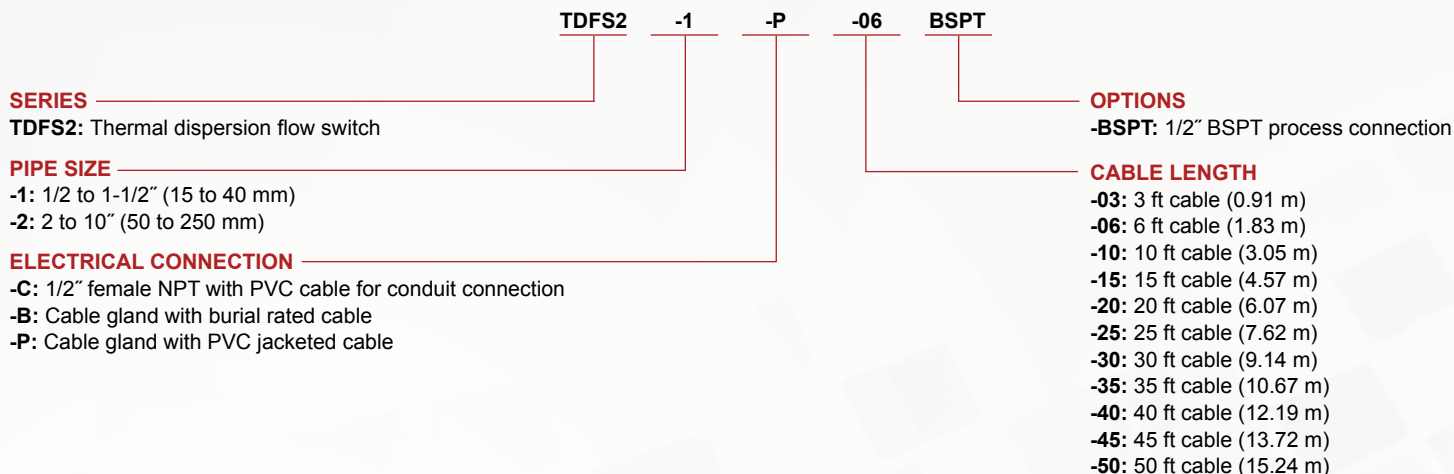 TDFS2 -1 -P -06 BSPT
SERIES
TDFS2: Thermal dispersion flow switch
PIPE SIZE
-1: 1/2 to 1-1/2˝ (15 to 40 mm)
-2: 2 to 10˝ (50 to 250 mm)
ELECTRICAL CONNECTION
-C: 1/2˝ female NPT with PVC cable for conduit connection
-B: Cable gland with burial rated cable
-P: Cable gland with PVC jacketed cable
OPTIONS
-BSPT: 1/2˝ BSPT process connection
CABLE LENGTH
-03: 3 ft cable (0.91 m)
-06: 6 ft cable (1.83 m)
-10: 10 ft cable (3.05 m)
-15: 15 ft cable (4.57 m)
-20: 20 ft cable (6.07 m)
-25: 25 ft cable (7.62 m)
-30: 30 ft cable (9.14 m)
-35: 35 ft cable (10.67 m)
-40: 40 ft cable (12.19 m)
-45: 45 ft cable (13.72 m)
-50: 50 ft cable (15.24 m)